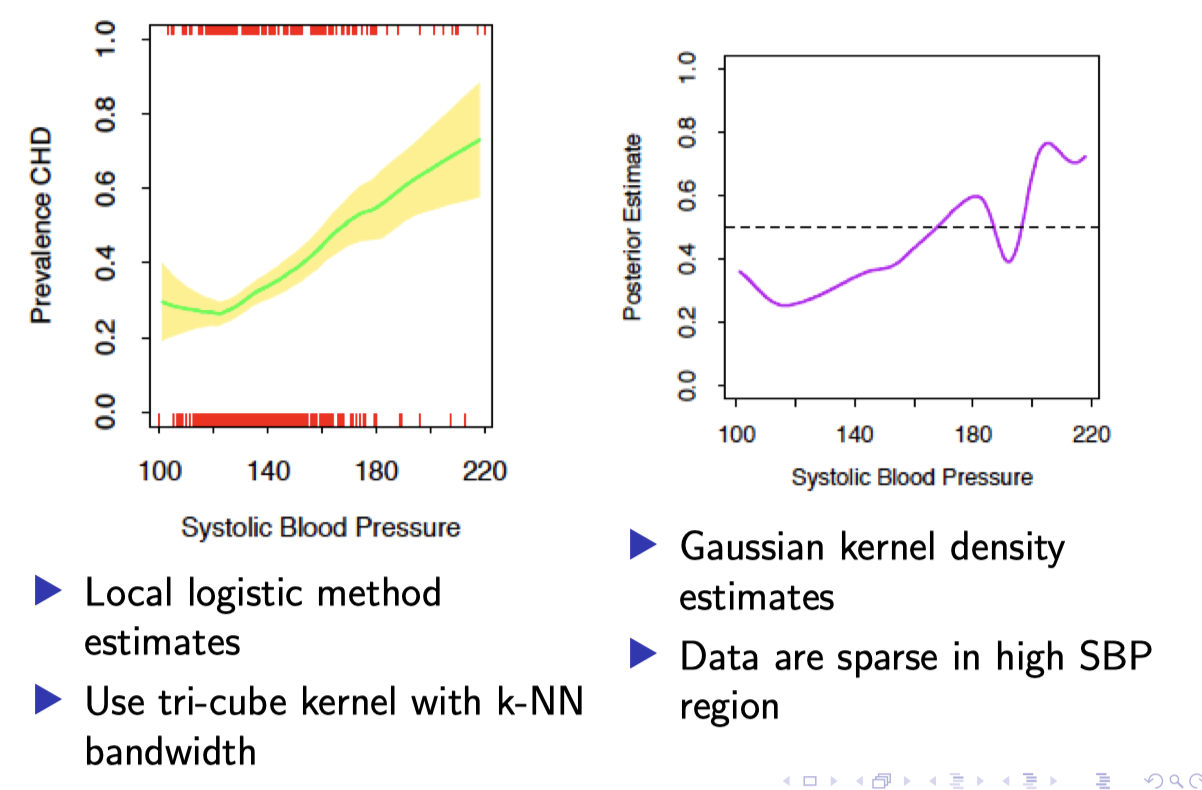 Prevalence CHD
1.0
0.8
0.6
0.4
0.2
0.0
100 140 180 220
Systolic Blood Pressure
▶ Local logistic method
estimates
▶ Use tri-cube kernel with k-NN
bandwidth
Posterior Estimate
1.0
0.8
0.6
0.4
0.2
0.0
100 140 180 220
Systolic Blood Pressure
▶ Gaussian kernel density
estimates
▶ Data are sparse in high SBP
region